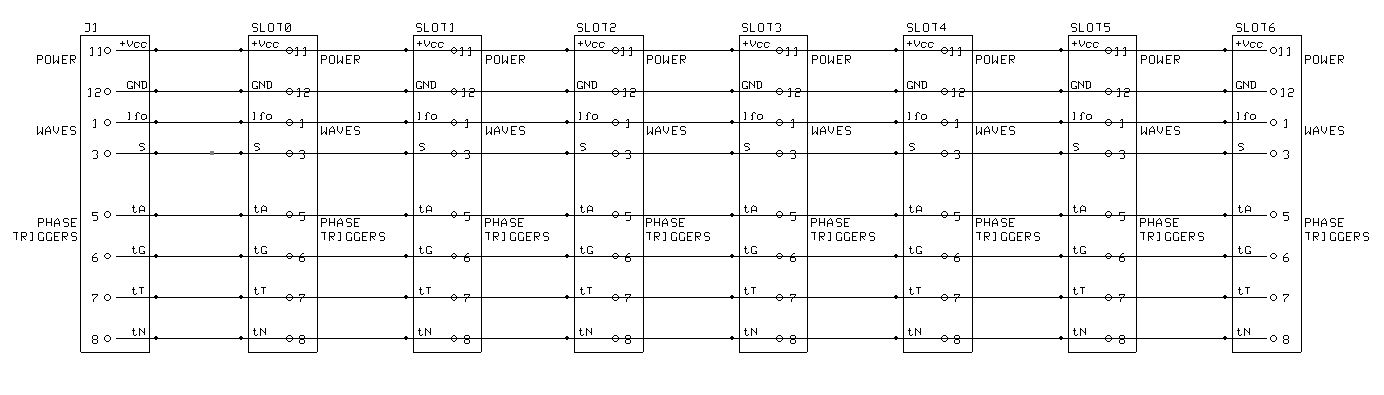 J1 SLOT0 SLOT1 SLOT2 SLOT3 SLOT4 SLOT5 SLOT6
11 +Vcc +Vcc 11 +Vcc 11 +Vcc 11 +Vcc 11 +Vcc 11 +Vcc 11 +Vcc 11
POWER POWER POWER POWER POWER POWER POWER POWER
12 GND GND 12 GND 12 GND 12 GND 12 GND 12 GND 12 GND 12
1 lfo lfo 1 lfo 1 lfo 1 lfo 1 lfo 1 lfo 1 lfo 1
WAVES WAVES WAVES WAVES WAVES WAVES WAVES WAVES
3 S S 3 S 3 S 3 S 3 S 3 S 3 S 3
5 tA tA 5 tA 5 tA 5 tA 5 tA 5 tA 5 tA 5
PHASE PHASE PHASE PHASE PHASE PHASE PHASE PHASE
TRIGGERS TRIGGERS TRIGGERS TRIGGERS TRIGGERS TRIGGERS TRIGGERS TRIGGERS
6 tG tG 6 tG 6 tG 6 tG 6 tG 6 tG 6 tG 6
7 tT tT 7 tT 7 tT 7 tT 7 tT 7 tT 7 tT 7
8 tN tN 8 tN 8 tN 8 tN 8 tN 8 tN 8 tN 8